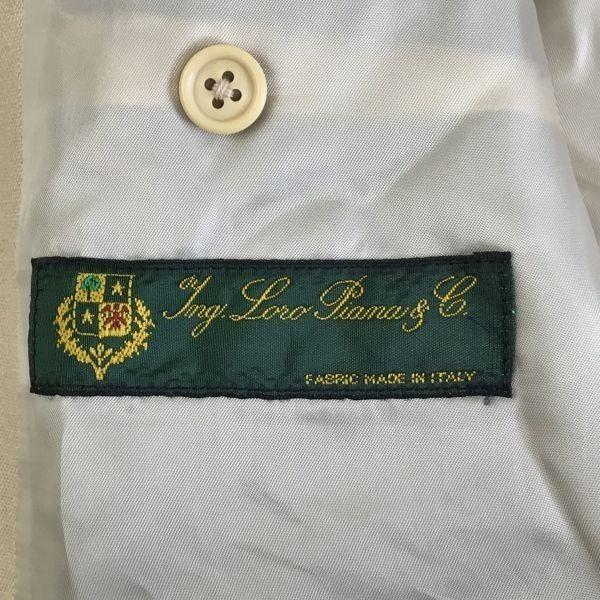 Ing Loro Piana & C.
FABRIC MADE IN ITALY